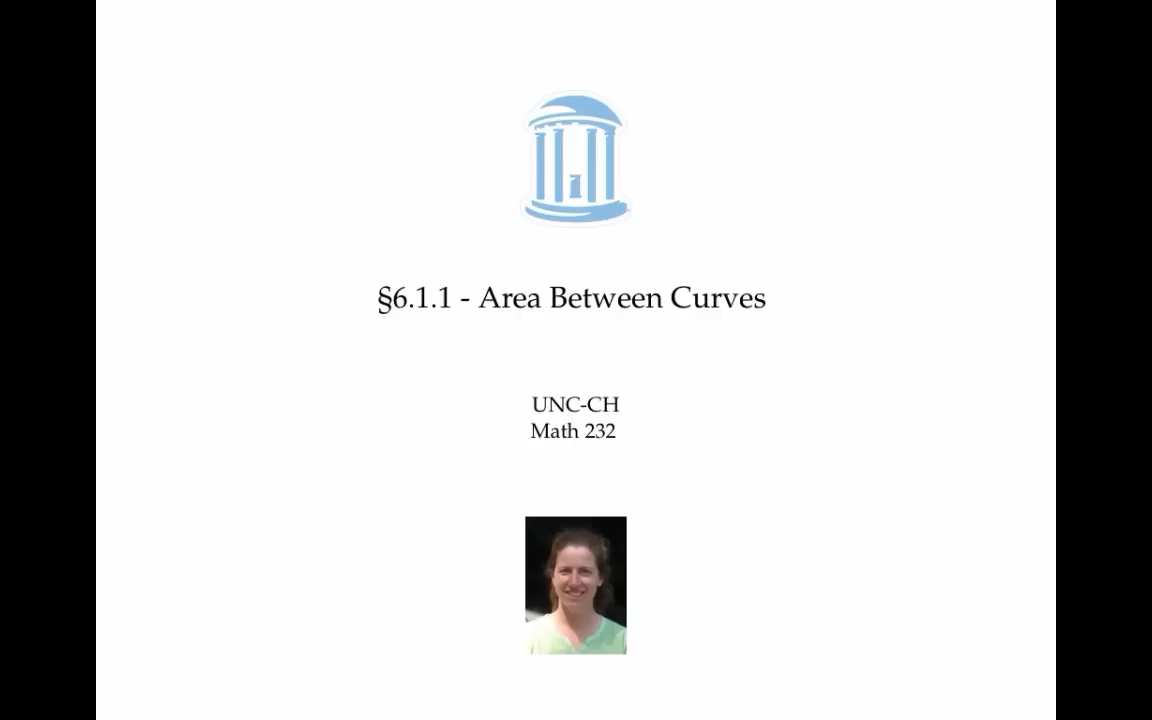 §6.1.1 - Area Between Curves
UNC-CH
Math 232